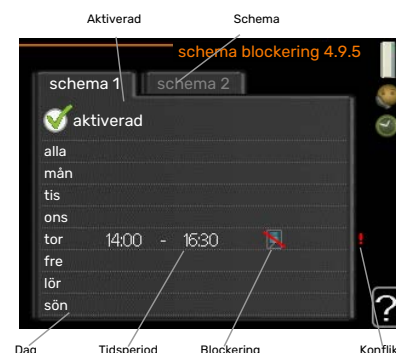 Aktiverad Schema
schema blockering 4.9.5
schema 1 schema 2
aktiverad
alla
mån
tis
ons
tor 14:00 - 16:30
fre
lör
sön
?
Dag Tidsperiod Blockering Konflik